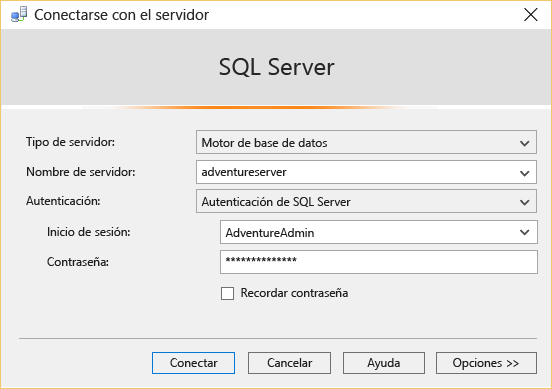 Conectarse con el servidor
SQL Server
Tipo de servidor: Motor de base de datos
Nombre de servidor: adventureserver
Autenticación: Autenticación de SQL Server
Inicio de sesión: AdventureAdmin
Contraseña: **************
Recordar contraseña
Conectar Cancelar Ayuda Opciones >>